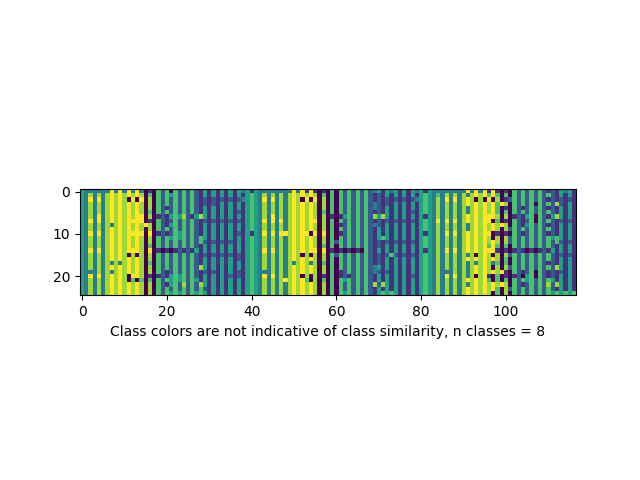 0
10
20
0 20 40 60 80 100
Class colors are not indicative of class similarity, n classes = 8